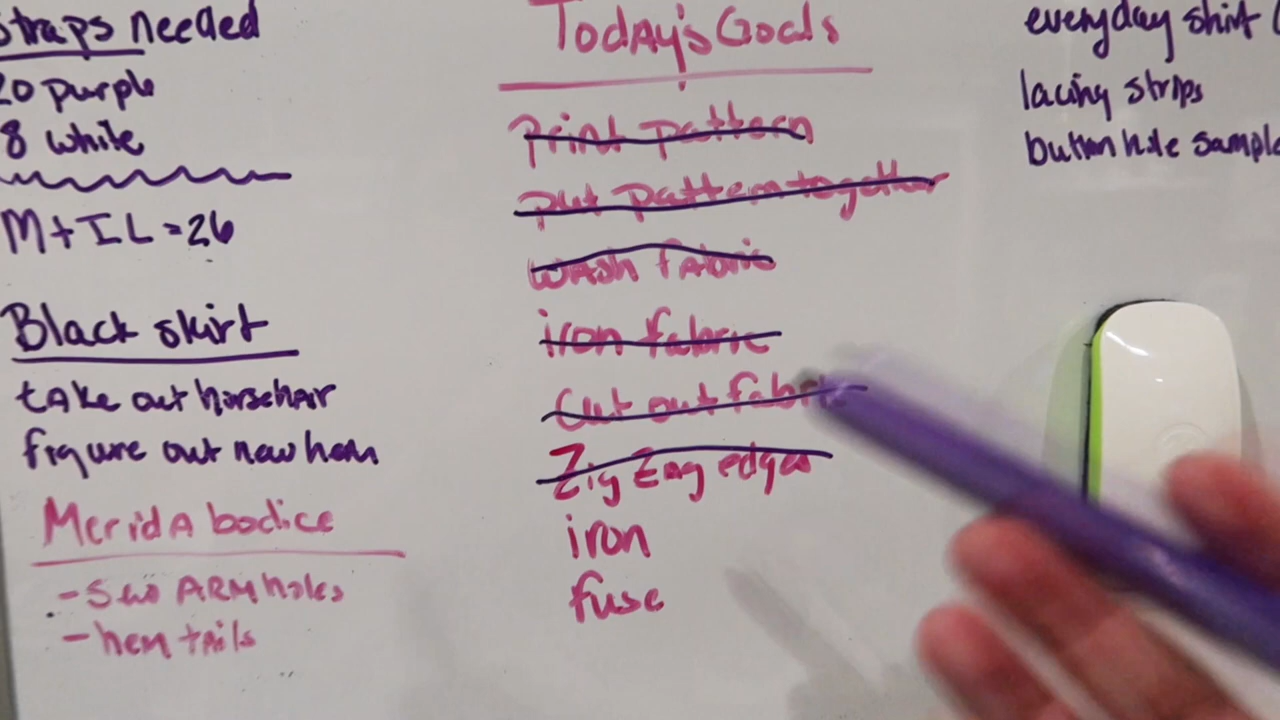 straps needed
20 purple
8 white
M+IL=26
Black skirt
take out horsehair
figure out new hem
Merida bodice
- sew ARM holes
- hem tails
Today's Goals
Print pattern
put pattern together
wash fabric
iron fabric
Cut out fabric
Zig Zag edges
iron
fuse
everyday shirt (
lacing strips
button hole sample